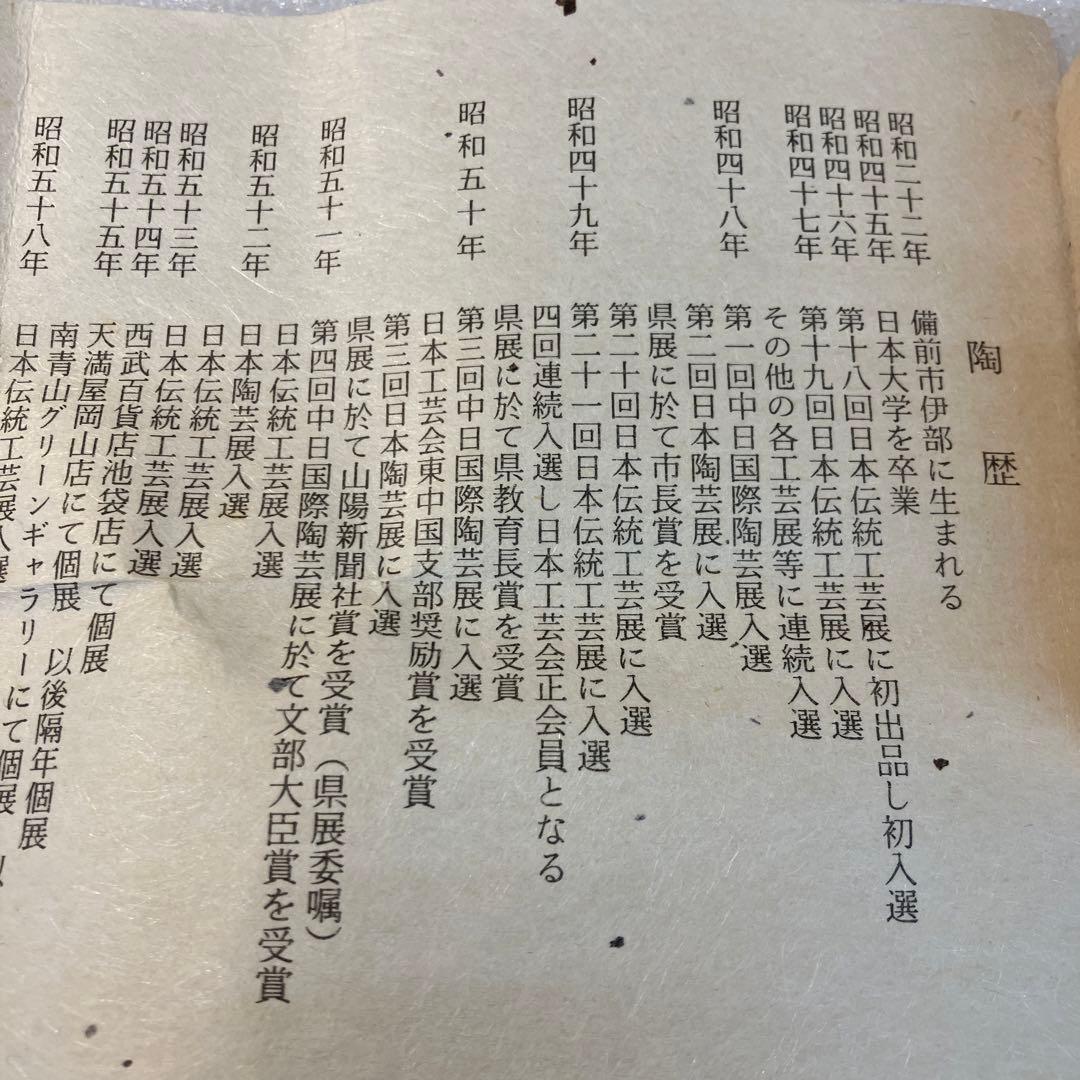 陶歴
昭和二十二年 備前市伊部に生まれる
昭和四十五年 日本大学を卒業
昭和四十六年 第十八回日本伝統工芸展に初出品し初入選
昭和四十七年 第十九回日本伝統工芸展に入選
その他の各工芸展等に連続入選
昭和四十八年 第一回中日国際陶芸展入選
第二回日本陶芸展に入選
県展に於て市長賞を受賞
第二十回日本伝統工芸展に入選
昭和四十九年 第二十一回日本伝統工芸展に入選
四回連続入選し日本工芸会正会員となる
県展に於て県教育長賞を受賞
昭和五十年 第三回中日国際陶芸展に入選
日本工芸会東中国支部奨励賞を受賞
第三回日本陶芸展に入選
県展に於て山陽新聞社賞を受賞(県展委嘱)
昭和五十一年 第四回中日国際陶芸展に於て文部大臣賞を受賞
日本伝統工芸展入選
昭和五十二年 日本陶芸展入選
日本伝統工芸展入選
昭和五十三年 日本伝統工芸展入選
昭和五十四年 西武百貨店池袋店にて個展
昭和五十五年 天満屋岡山店にて個展 以後隔年個展
南青山グリーンギャラリーにて個展
昭和五十八年 日本伝統工芸展入選